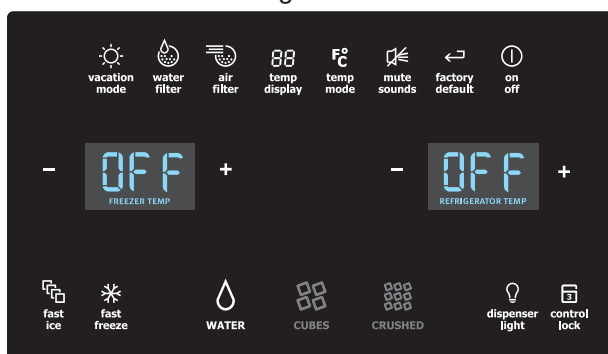 vacation water air 88 F°C temp mute factory on
mode filter filter temp mode sounds default off
display
- OFF + - OFF +
FREEZER TEMP REFRIGERATOR TEMP
3
fast fast dispenser control
ice freeze WATER CUBES CRUSHED light lock